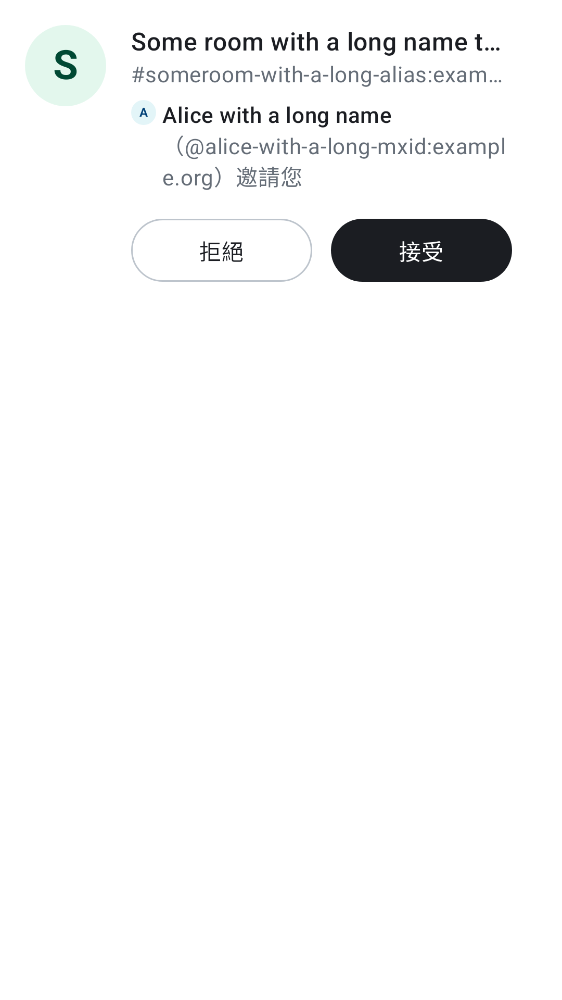 S
Some room with a long name t…
#someroom-with-a-long-alias:exam…
A
Alice with a long name
（@alice-with-a-long-mxid:exampl
e.org）邀請您
拒絕
接受